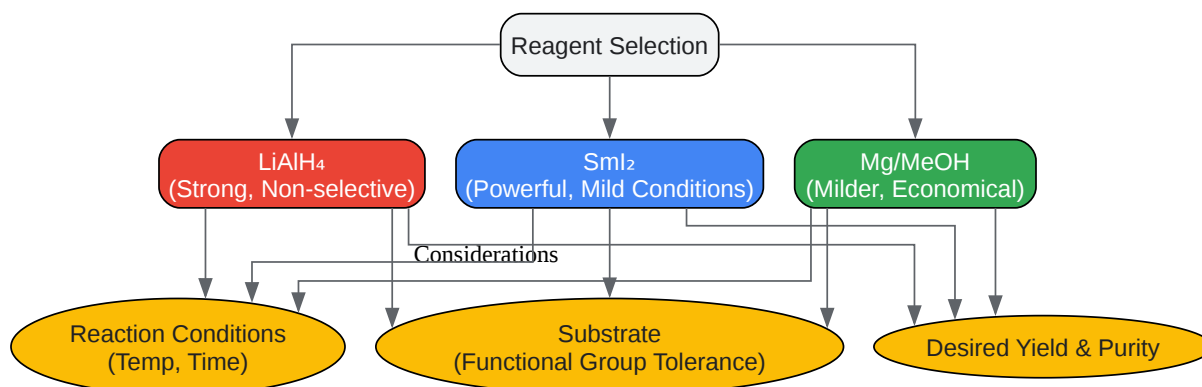 Reagent Selection
LiAlH₄
(Strong, Non-selective)
SmI₂
(Powerful, Mild Conditions)
Mg/MeOH
(Milder, Economical)
Considerations
Reaction Conditions
(Temp, Time)
Substrate
(Functional Group Tolerance)
Desired Yield & Purity